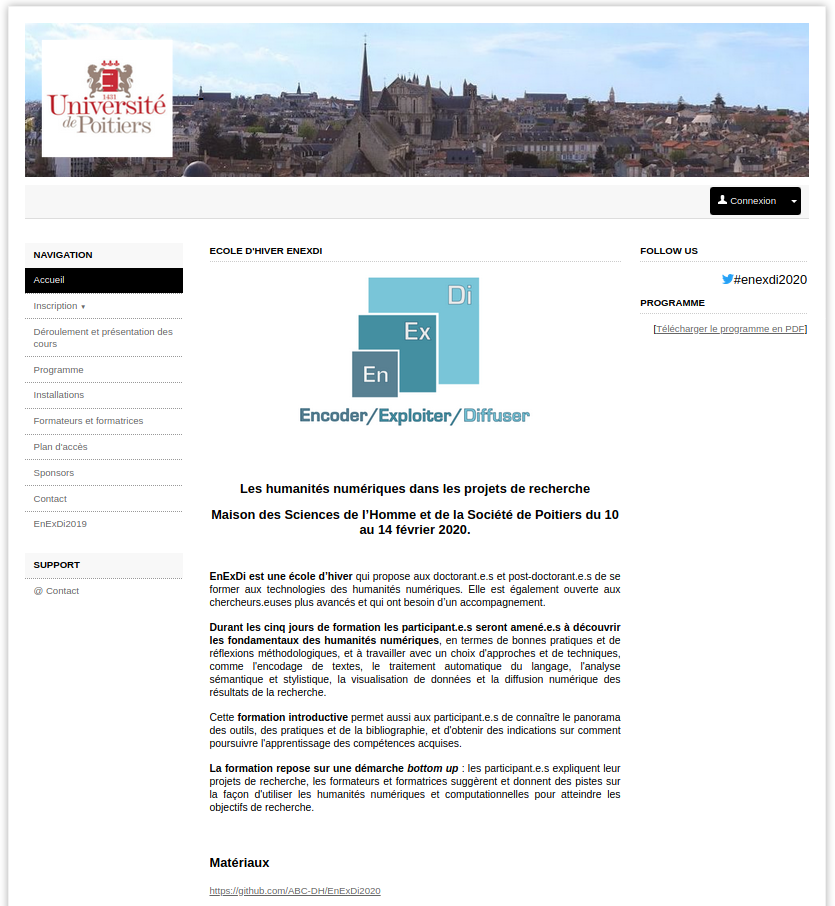 1431
Université
de Poitiers
Connexion
NAVIGATION
Accueil
Inscription ▾
Déroulement et présentation des
cours
Programme
Installations
Formateurs et formatrices
Plan d'accès
Sponsors
Contact
EnExDi2019
SUPPORT
@ Contact
ECOLE D'HIVER ENEXDI
Di
Ex
En
Encoder/Exploiter/Diffuser
Les humanités numériques dans les projets de recherche
Maison des Sciences de l’Homme et de la Société de Poitiers du 10
au 14 février 2020.
EnExDi est une école d’hiver qui propose aux doctorant.e.s et post-doctorant.e.s de se
former aux technologies des humanités numériques. Elle est également ouverte aux
chercheurs.euses plus avancés et qui ont besoin d’un accompagnement.
Durant les cinq jours de formation les participant.e.s seront amené.e.s à découvrir
les fondamentaux des humanités numériques, en termes de bonnes pratiques et de
réflexions méthodologiques, et à travailler avec un choix d'approches et de techniques,
comme l'encodage de textes, le traitement automatique du langage, l'analyse
sémantique et stylistique, la visualisation de données et la diffusion numérique des
résultats de la recherche.
Cette formation introductive permet aussi aux participant.e.s de connaître le panorama
des outils, des pratiques et de la bibliographie, et d'obtenir des indications sur comment
poursuivre l'apprentissage des compétences acquises.
La formation repose sur une démarche bottom up : les participant.e.s expliquent leur
projets de recherche, les formateurs et formatrices suggèrent et donnent des pistes sur
la façon d'utiliser les humanités numériques et computationnelles pour atteindre les
objectifs de recherche.
Matériaux
https://github.com/ABC-DH/EnExDi2020
FOLLOW US
#enexdi2020
PROGRAMME
[Télécharger le programme en PDF]